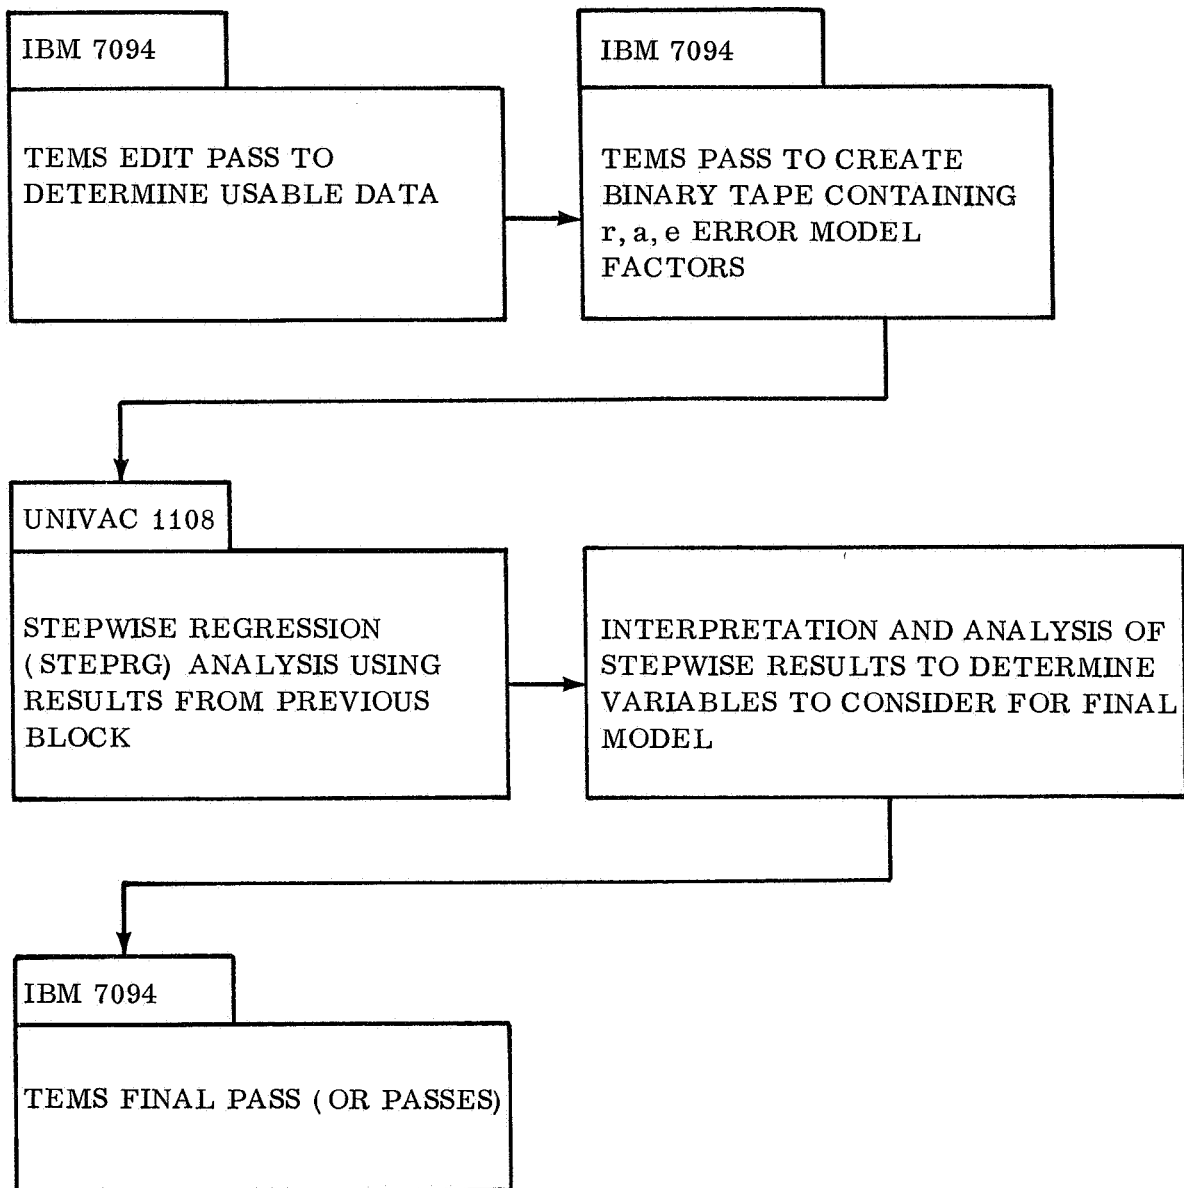 IBM 7094
TEMS EDIT PASS TO
DETERMINE USABLE DATA
IBM 7094
TEMS PASS TO CREATE
BINARY TAPE CONTAINING
r, a, e ERROR MODEL
FACTORS
UNIVAC 1108
STEPWISE REGRESSION
(STEPRG) ANALYSIS USING
RESULTS FROM PREVIOUS
BLOCK
INTERPRETATION AND ANALYSIS OF
STEPWISE RESULTS TO DETERMINE
VARIABLES TO CONSIDER FOR FINAL
MODEL
IBM 7094
TEMS FINAL PASS (OR PASSES)